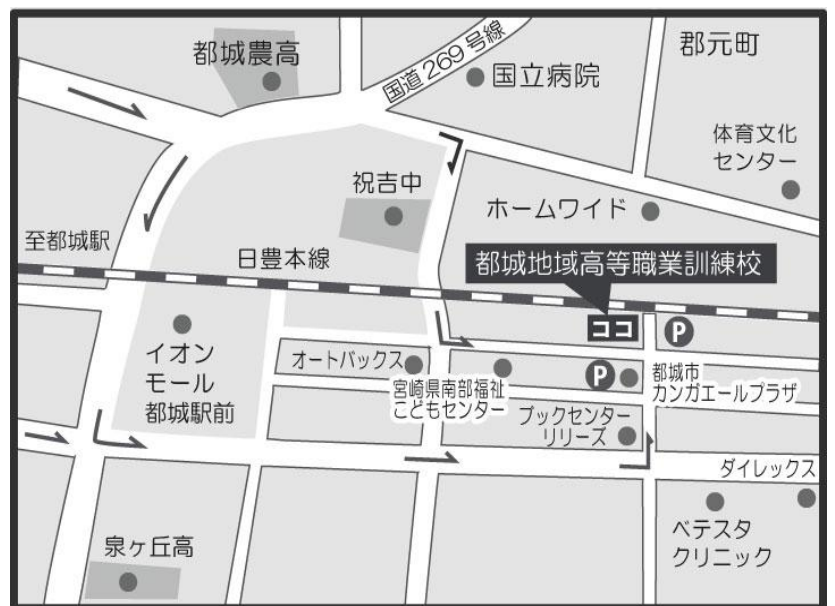 都城農高
国道269号線
国立病院
郡元町
体育文化
センター
祝吉中
ホームワイド
至都城駅
日豊本線
都城地域高等職業訓練校
ココ
P
イオン
モール
都城駅前
オートバックス
宮崎県南部福祉
こどもセンター
P
都城市
カンガエールプラザ
ブックセンター
リリーズ
ダイレックス
ベテスタ
クリニック
泉ヶ丘高